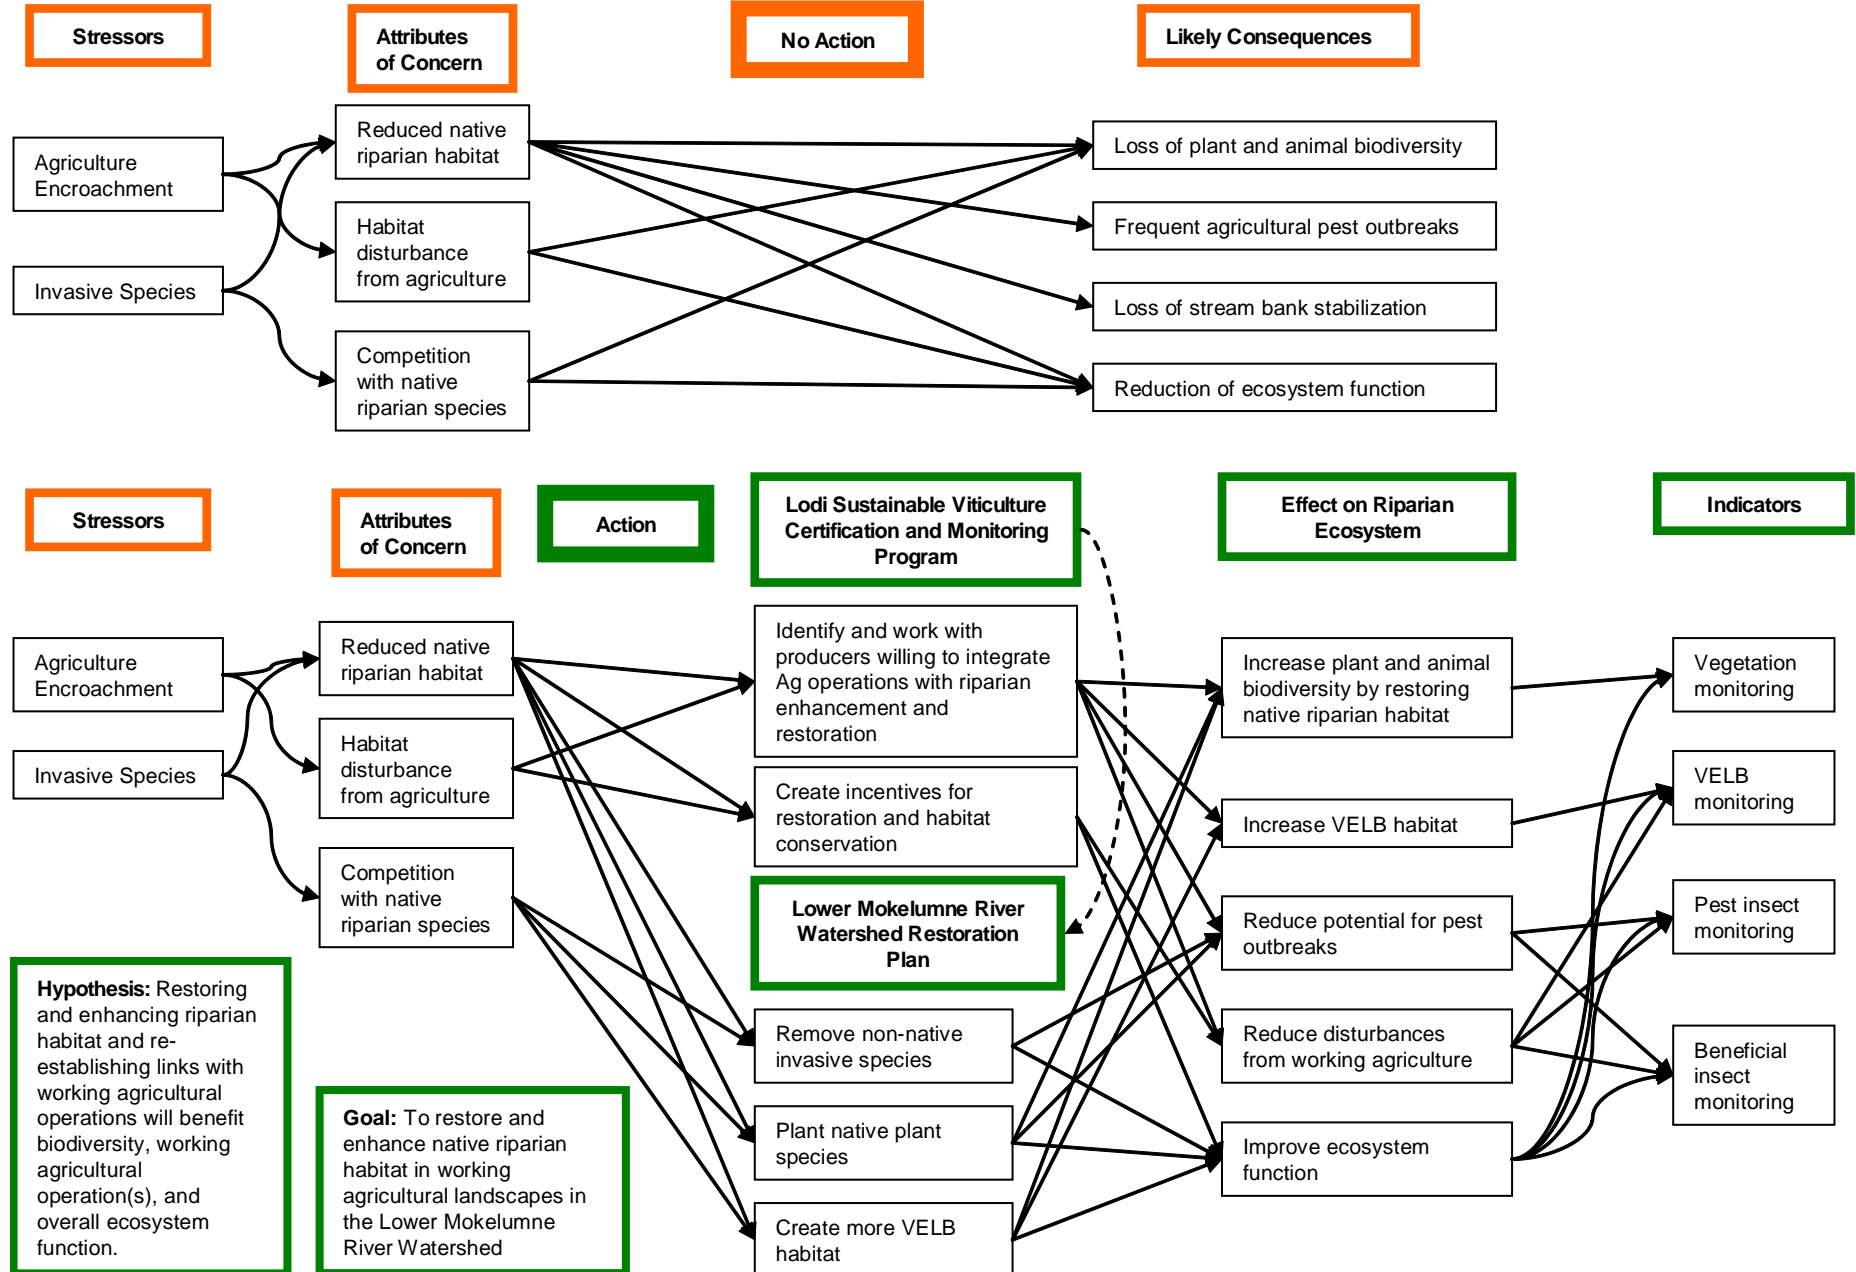 Stressors
Attributes
of Concern
No Action
Likely Consequences
Agriculture
Encroachment
Invasive Species
Reduced native
riparian habitat
Habitat
disturbance
from agriculture
Competition
with native
riparian species
Loss of plant and animal biodiversity
Frequent agricultural pest outbreaks
Loss of stream bank stabilization
Reduction of ecosystem function
Stressors
Attributes
of Concern
Action
Lodi Sustainable Viticulture
Certification and Monitoring
Program
Effect on Riparian
Ecosystem
Indicators
Agriculture
Encroachment
Invasive Species
Reduced native
riparian habitat
Habitat
disturbance
from agriculture
Competition
with native
riparian species
Identify and work with
producers willing to integrate
Ag operations with riparian
enhancement and
restoration
Create incentives for
restoration and habitat
conservation
Lower Mokelumne River
Watershed Restoration
Plan
Remove non-native
invasive species
Plant native plant
species
Create more VELB
habitat
Increase plant and animal
biodiversity by restoring
native riparian habitat
Increase VELB habitat
Reduce potential for pest
outbreaks
Reduce disturbances
from working agriculture
Improve ecosystem
function
Vegetation
monitoring
VELB
monitoring
Pest insect
monitoring
Beneficial
insect
monitoring
Hypothesis: Restoring
and enhancing riparian
habitat and re-
establishing links with
working agricultural
operations will benefit
biodiversity, working
agricultural
operation(s), and
overall ecosystem
function.
Goal: To restore and
enhance native riparian
habitat in working
agricultural landscapes in
the Lower Mokelumne
River Watershed